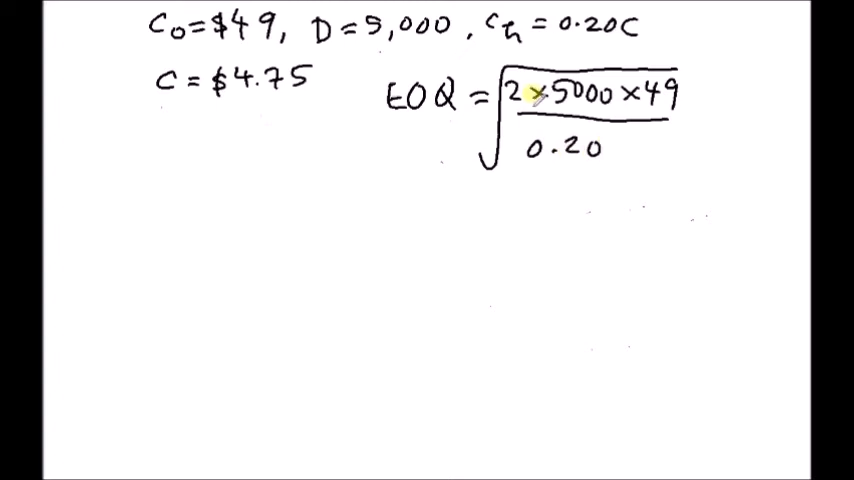 C₀ = $49, D = 5,000, Cₕ = 0.20C
C = $4.75
EOQ = √(2×5000×49 / 0.20)